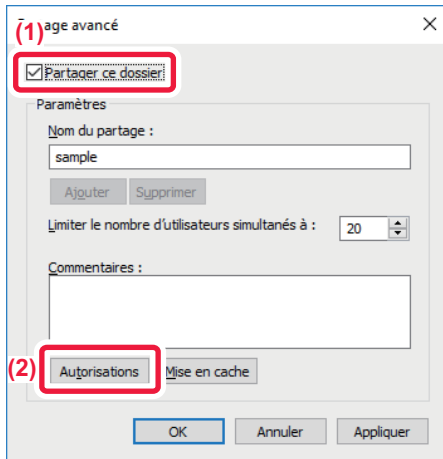 (1)
Partage avancé
Partager ce dossier
Paramètres
Nom du partage :
sample
Ajouter Supprimer
Limiter le nombre d'utilisateurs simultanés à : 20
Commentaires :
(2)
Autorisations Mise en cache
OK Annuler Appliquer